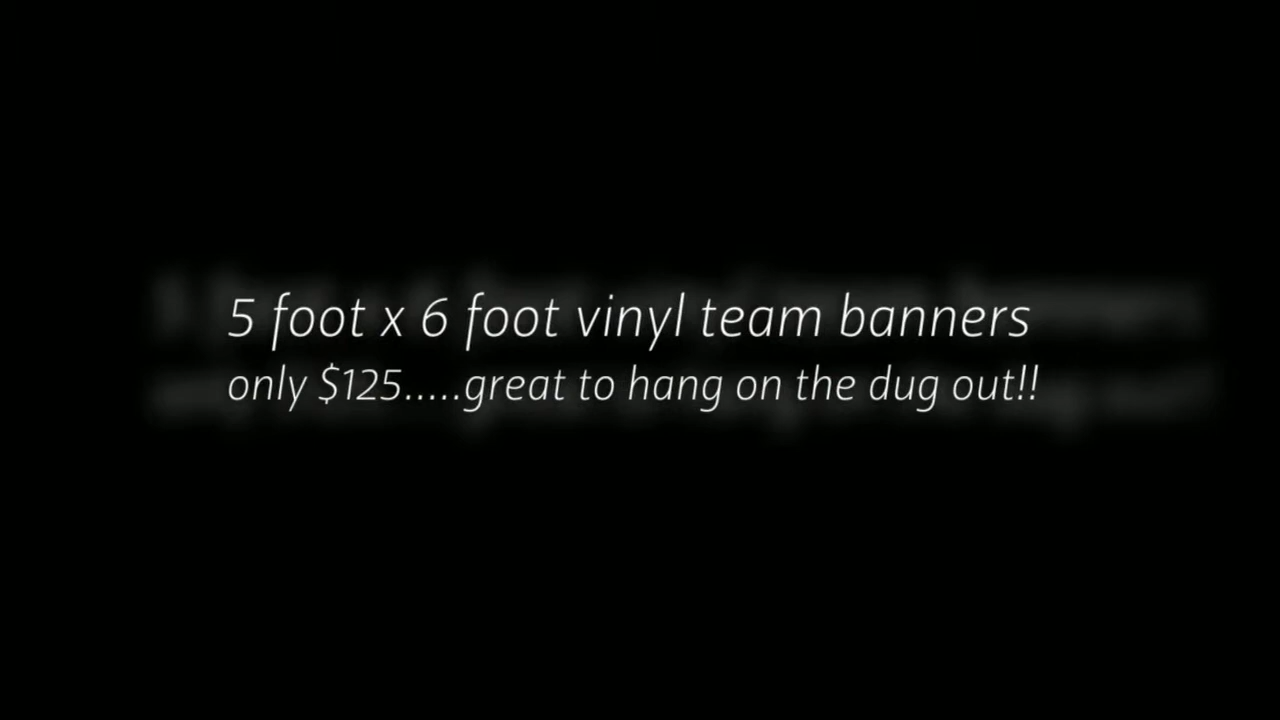 5 foot x 6 foot vinyl team banners
only $125.....great to hang on the dug out!!